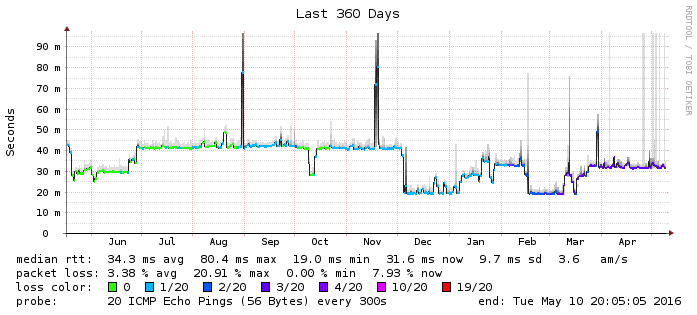 Last 360 Days
RRDTOOL / TOBI OETIKER
Seconds
90 m
80 m
70 m
60 m
50 m
40 m
30 m
20 m
10 m
0
Jun Jul Aug Sep Oct Nov Dec Jan Feb Mar Apr
median rtt: 34.3 ms avg 80.4 ms max 19.0 ms min 31.6 ms now 9.7 ms sd 3.6 am/s
packet loss: 3.38 % avg 20.91 % max 0.00 % min 7.93 % now
loss color: 0 1/20 2/20 3/20 4/20 10/20 19/20
probe: 20 ICMP Echo Pings (56 Bytes) every 300s end: Tue May 10 20:05:05 2016